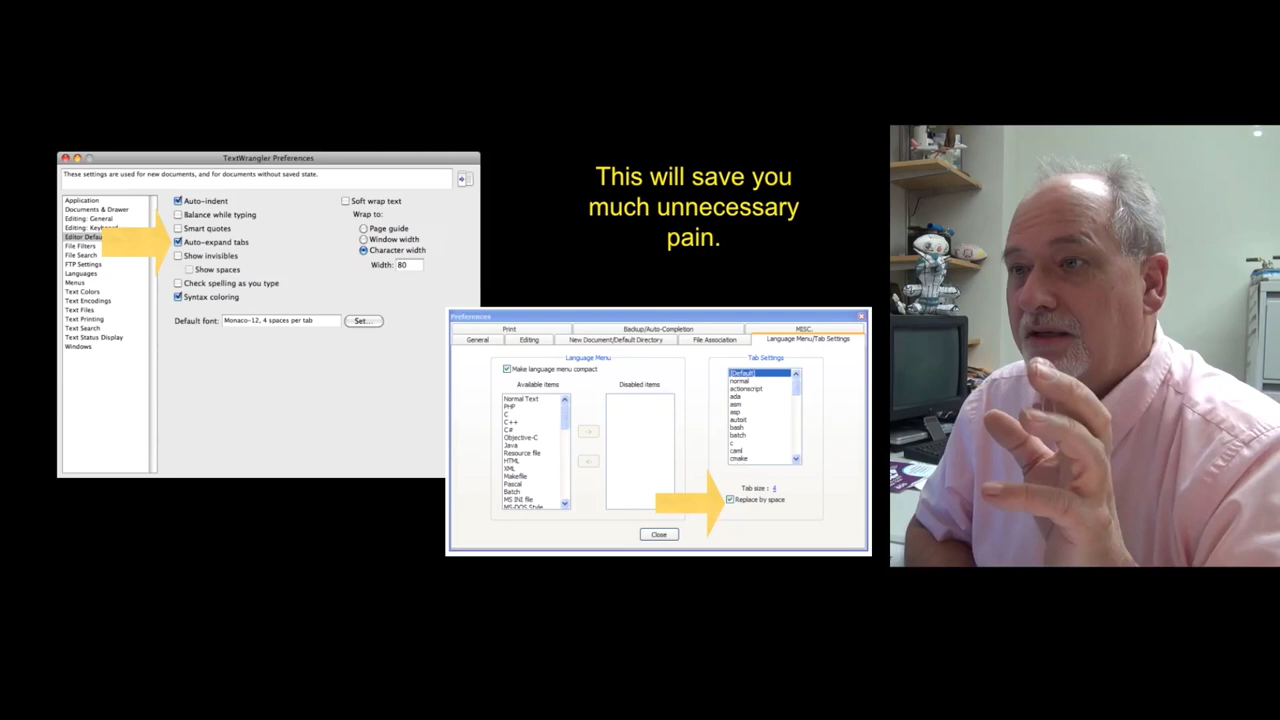 TextWrangler Preferences
These settings are used for new documents, and for documents without saved state.
Application
Documents & Drawer
Editing: General
Editing:
Editor
File Filters
File Search
FTP Settings
Languages
Menus
Text Colors
Text Encodings
Text Files
Text Printing
Text Search
Text Status Display
Windows
Auto-indent
Balance while typing
Smart quotes
Auto-expand tabs
Show invisibles
Show spaces
Check spelling as you type
Syntax coloring
Soft wrap text
Wrap to:
Page guide
Window width
Character width
Width: 80
Default font: Monaco-12, 4 spaces per tab Set...
This will save you
much unnecessary
pain.
Preferences
Print Backup/Auto-Completion MISC.
General Editing New Document/Default Directory File Association Language Menu/Tab Settings
Language Menu
Make language menu compact
Available items Disabled items
Normal Text
PHP
C
C++
C#
Objective-C
Java
Resource file
HTML
XML
Makefile
Pascal
Batch
MS INI file
MS-DOS Style
->
<-
Tab Settings
[Default]
normal
actionscript
ada
asm
asp
autoit
bash
batch
c
caml
cmake
Tab size : 4
Replace by space
Close